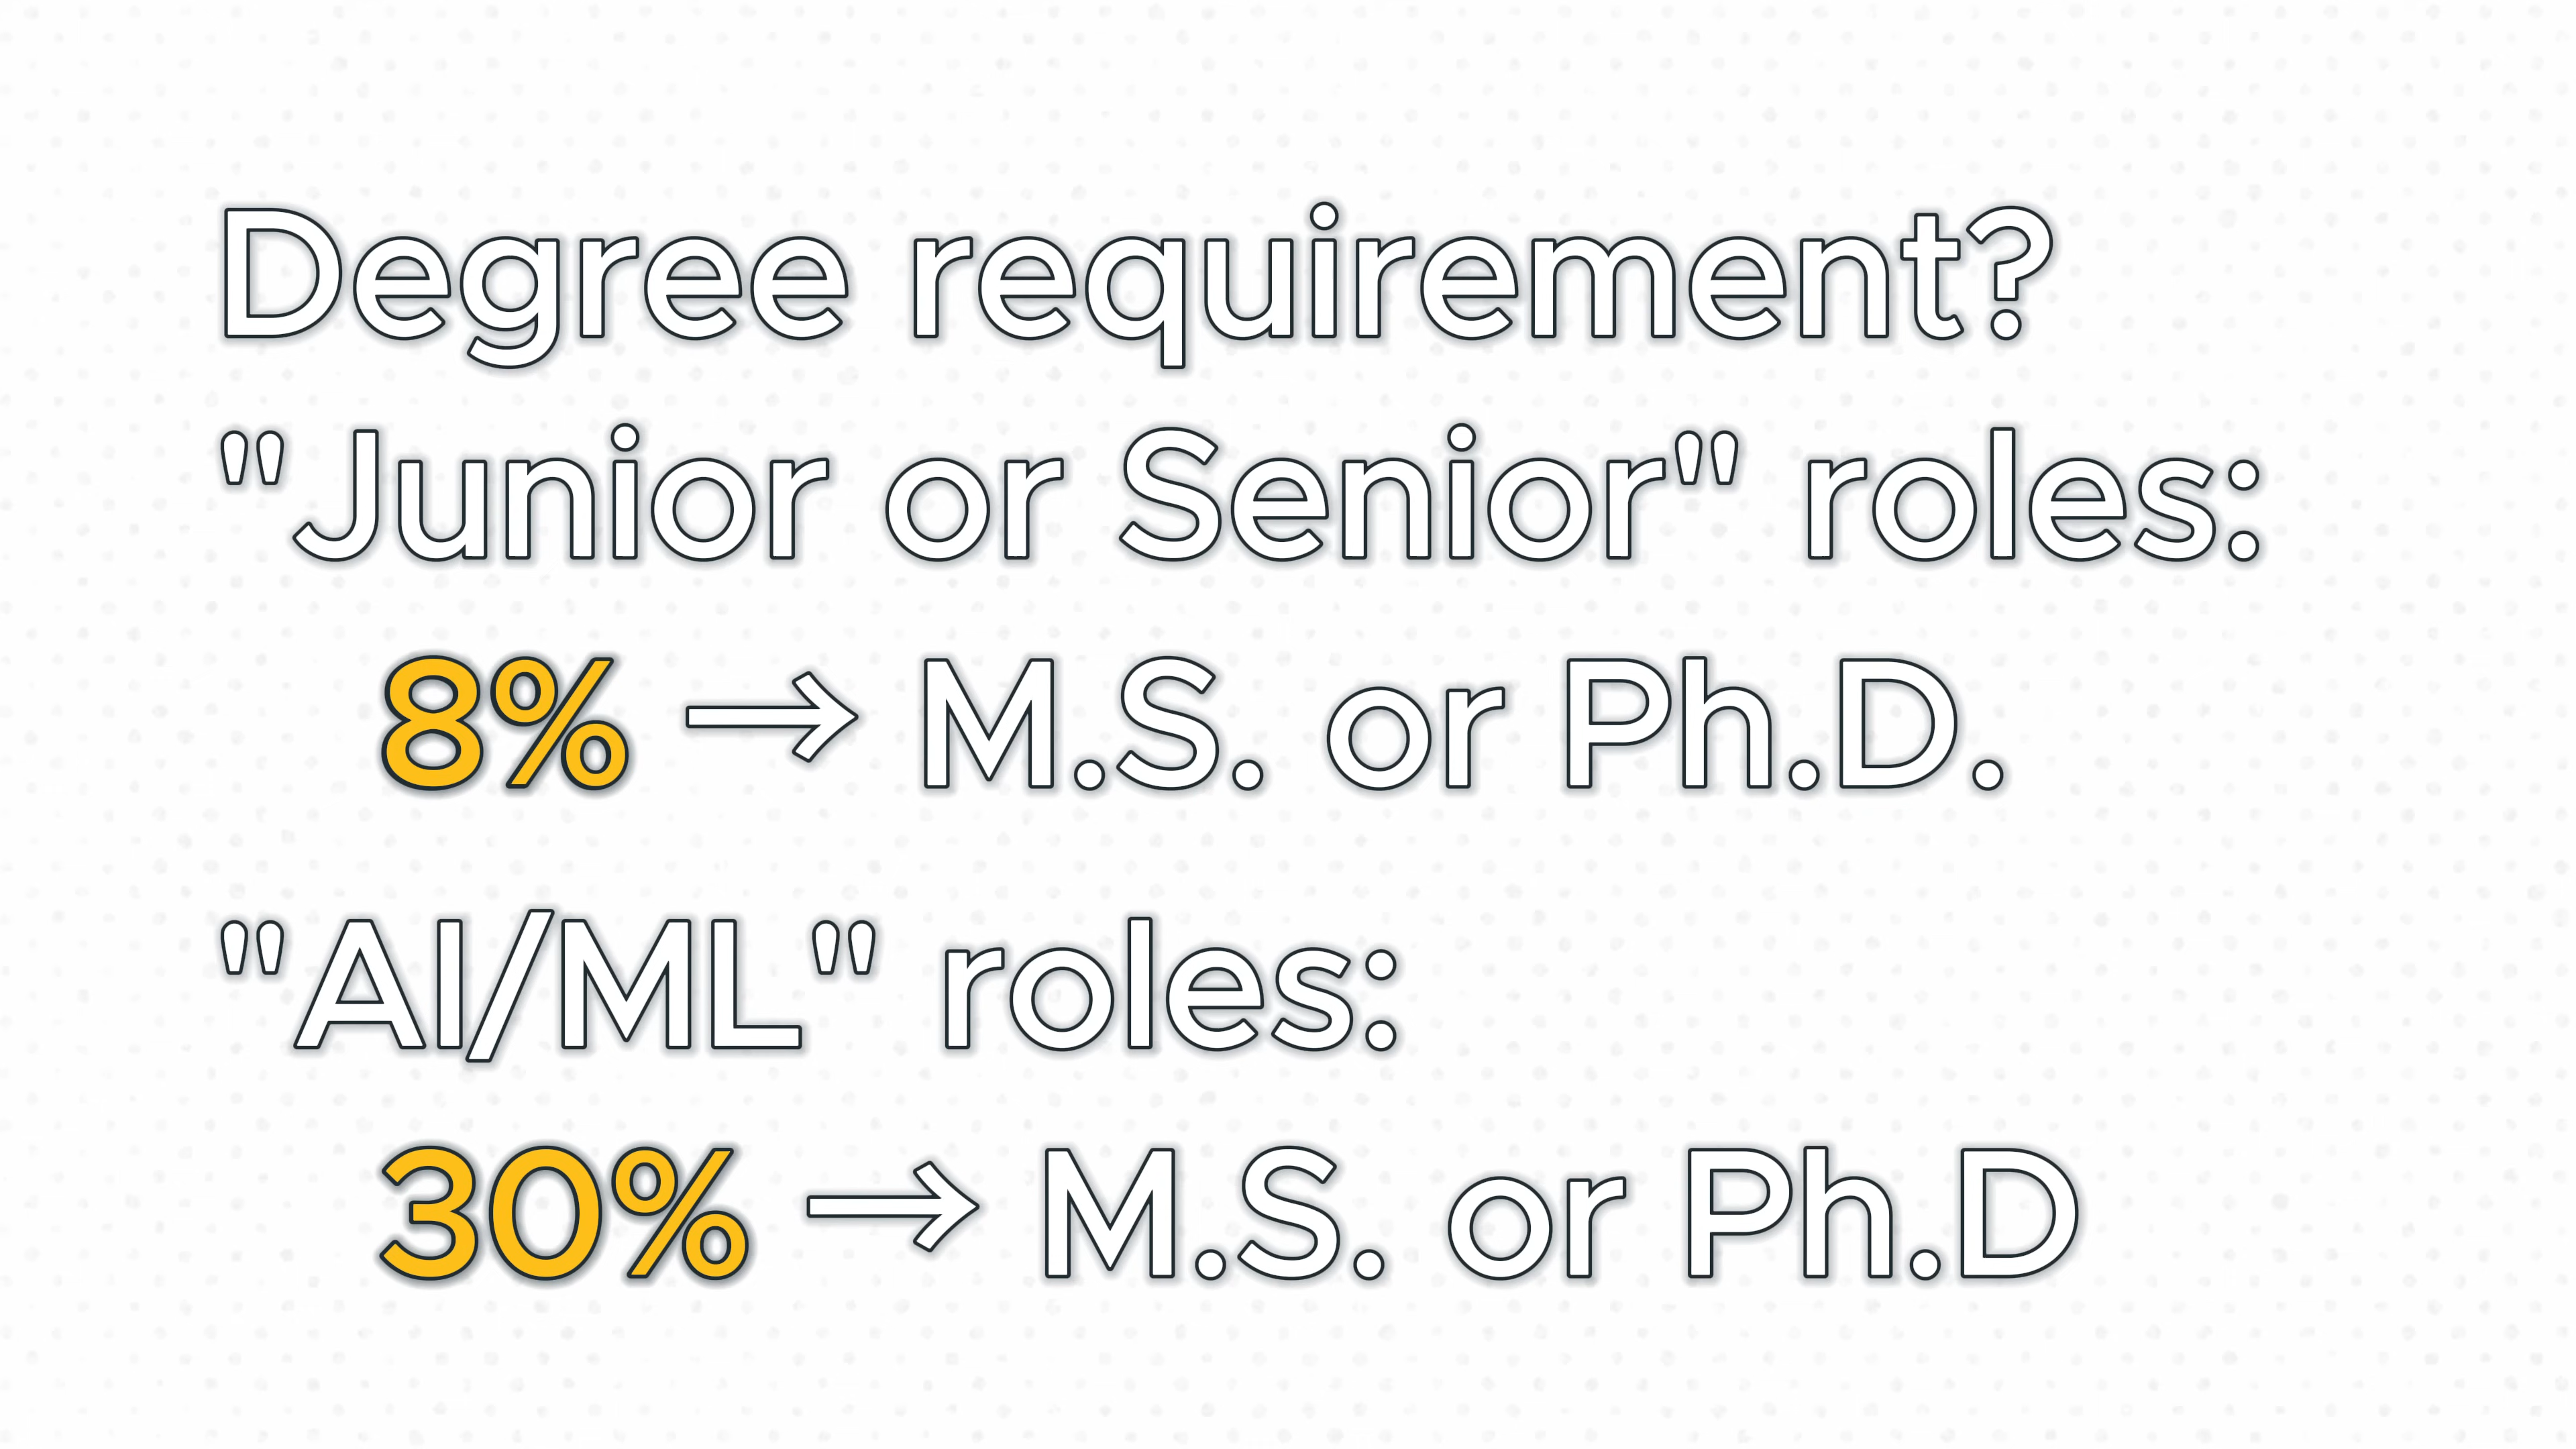 Degree requirement?
"Junior or Senior" roles:
8% → M.S. or Ph.D.
"AI/ML" roles:
30% → M.S. or Ph.D